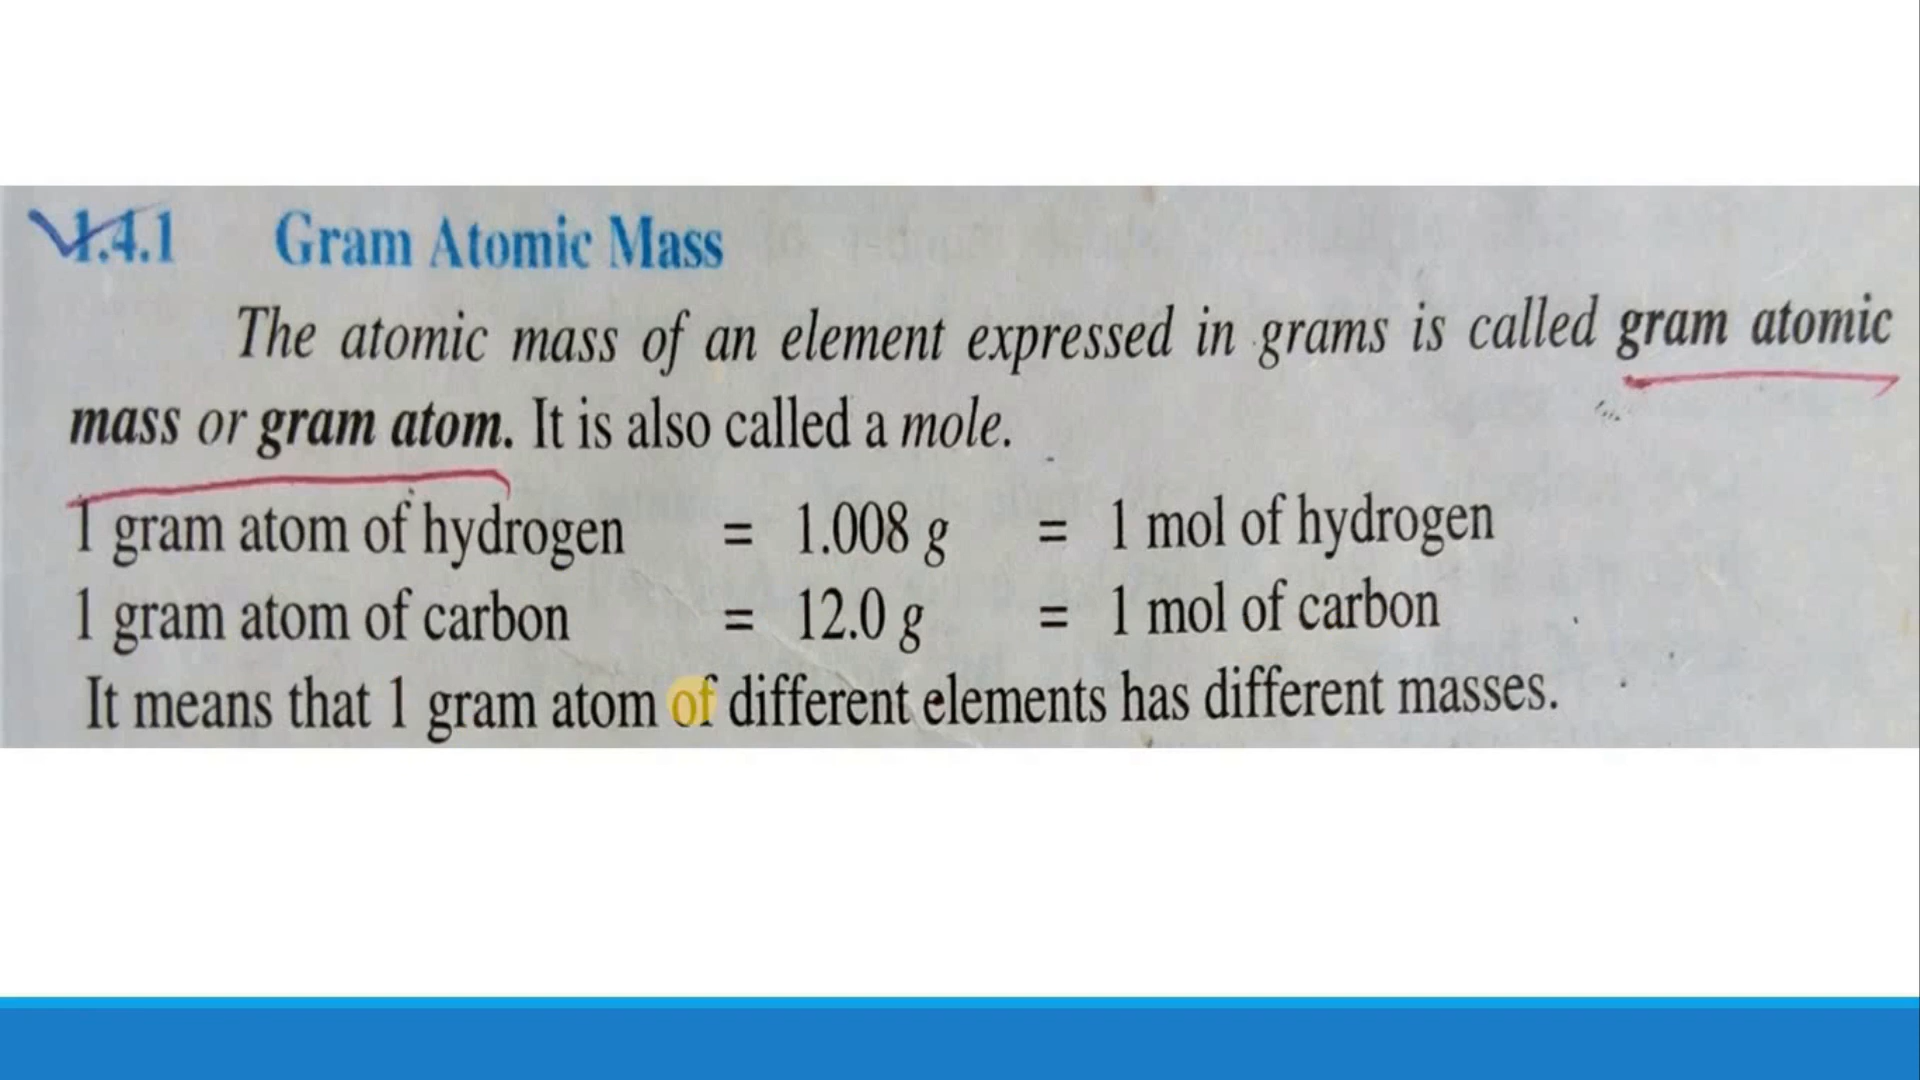 1.4.1 Gram Atomic Mass
The atomic mass of an element expressed in grams is called gram atomic
mass or gram atom. It is also called a mole.
1 gram atom of hydrogen = 1.008 g = 1 mol of hydrogen
1 gram atom of carbon = 12.0 g = 1 mol of carbon
It means that 1 gram atom of different elements has different masses.